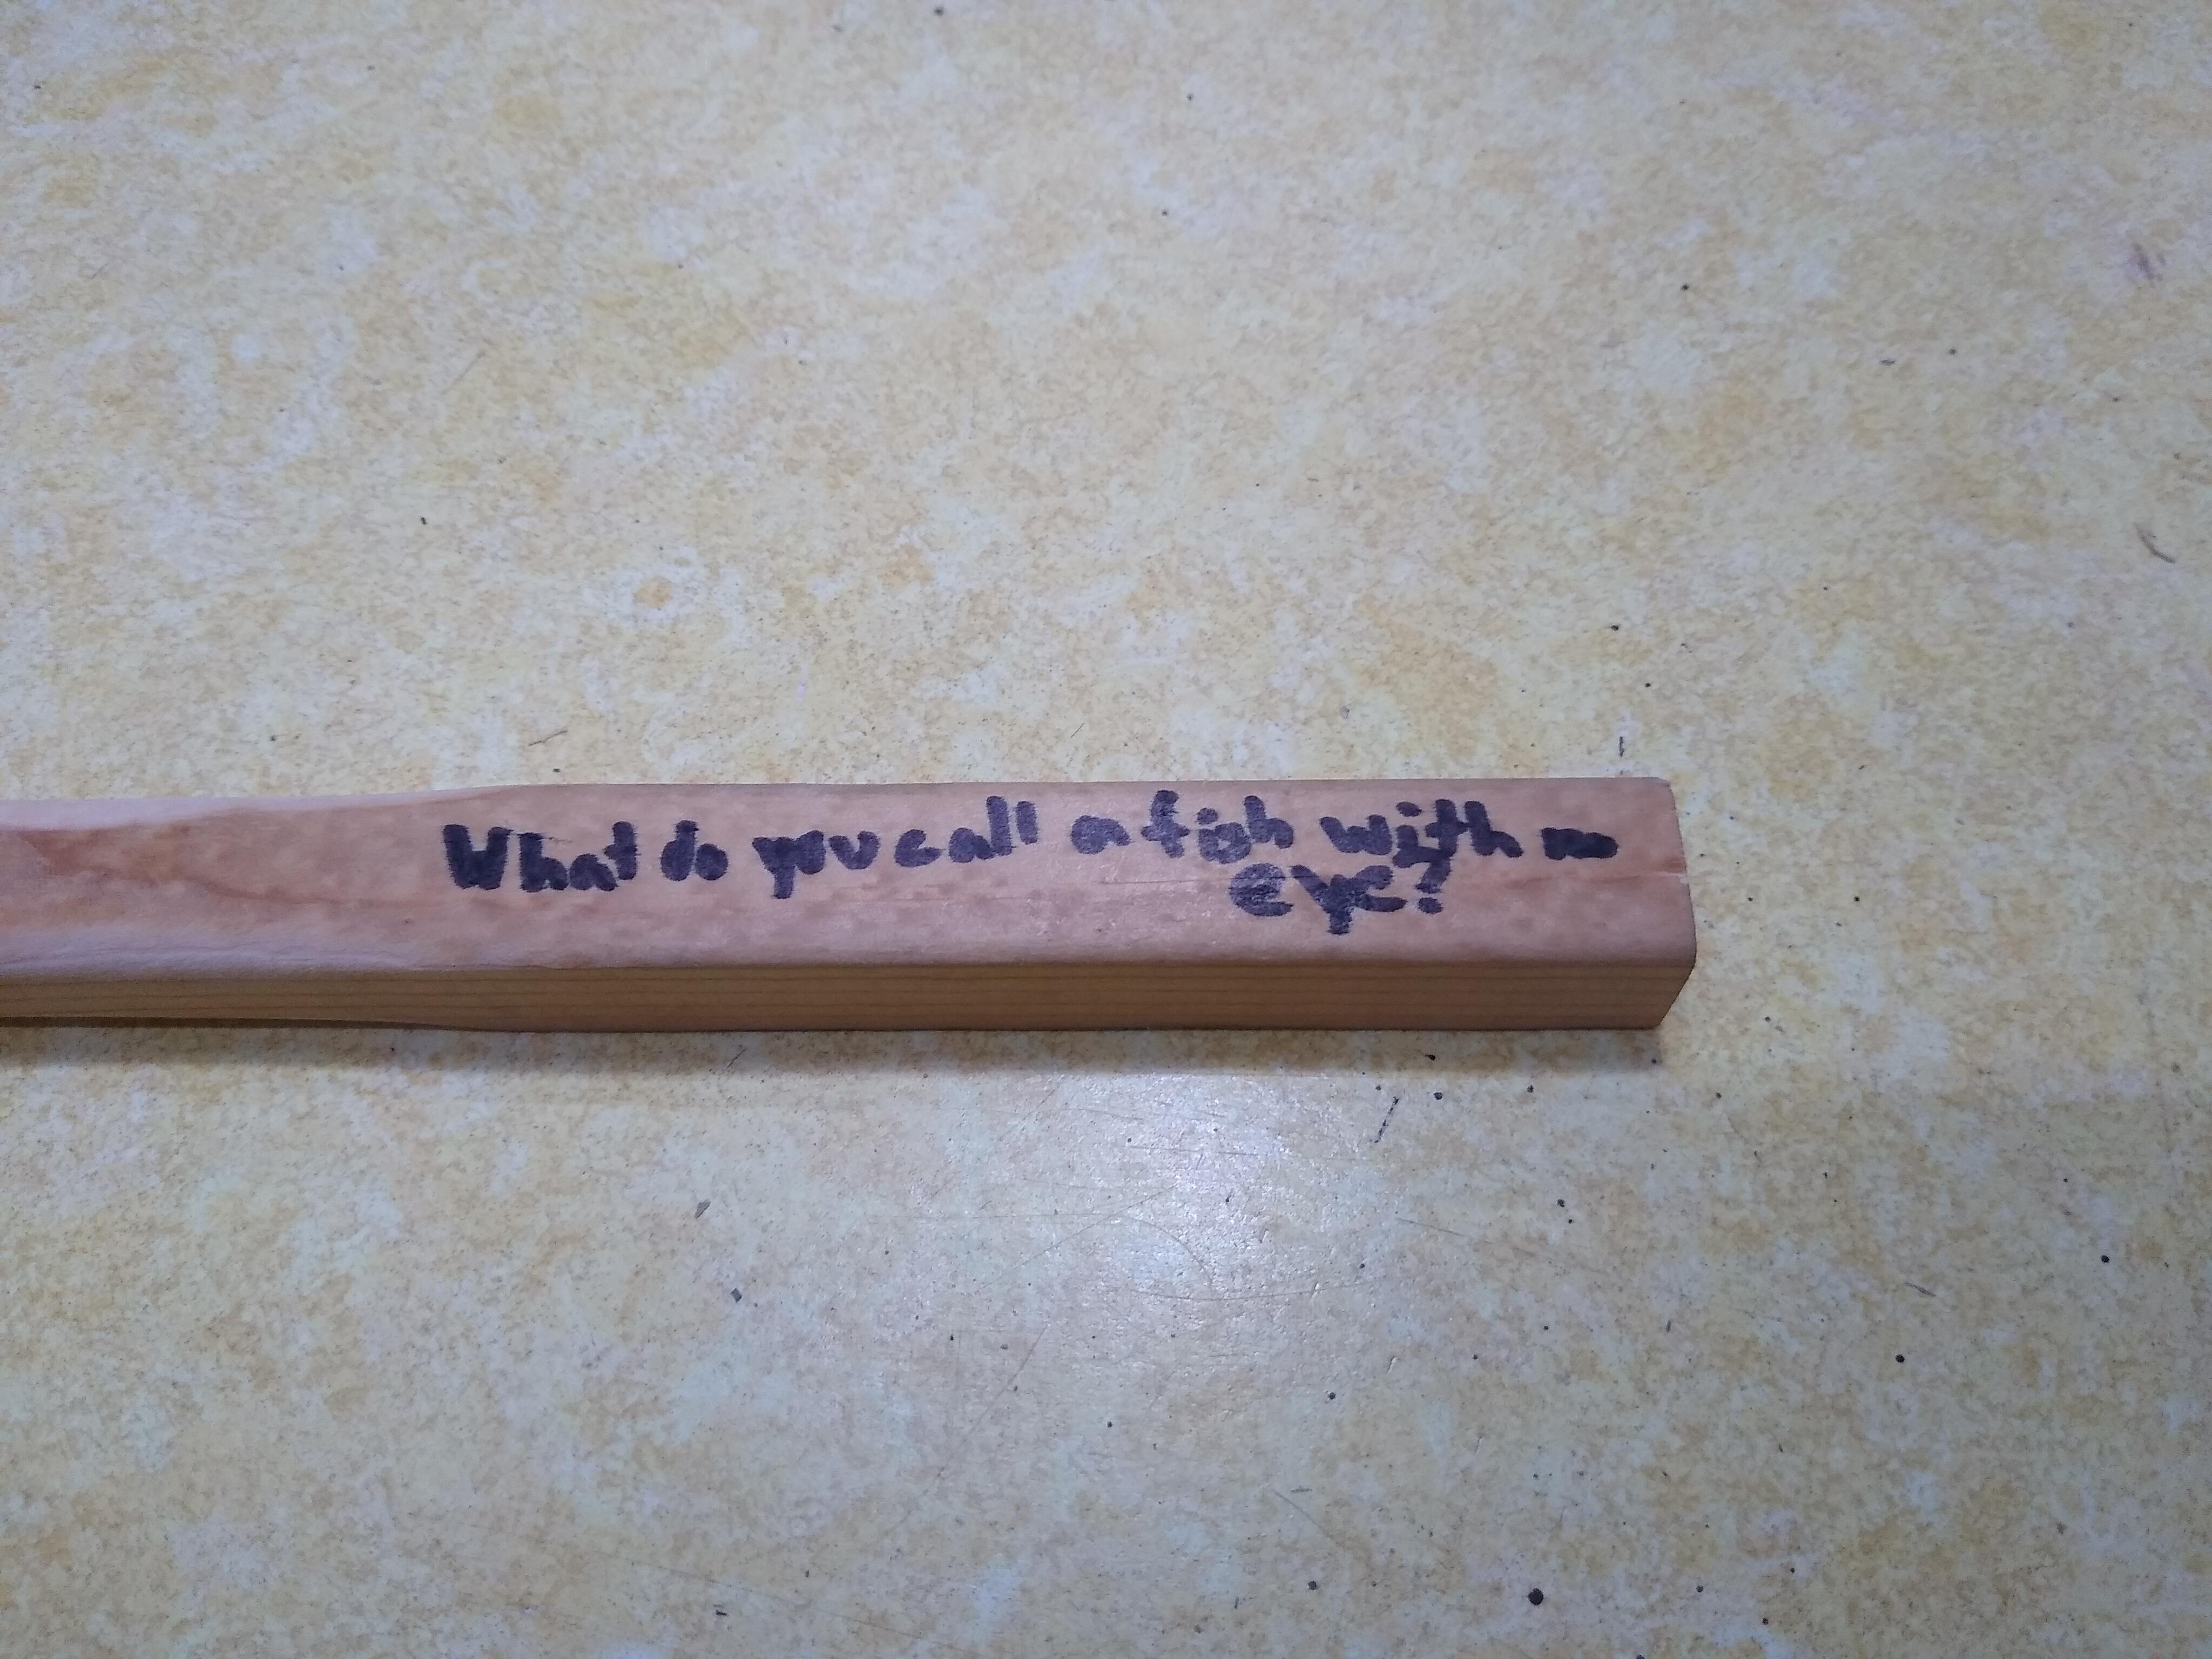 What do you call a fish with no
eye?